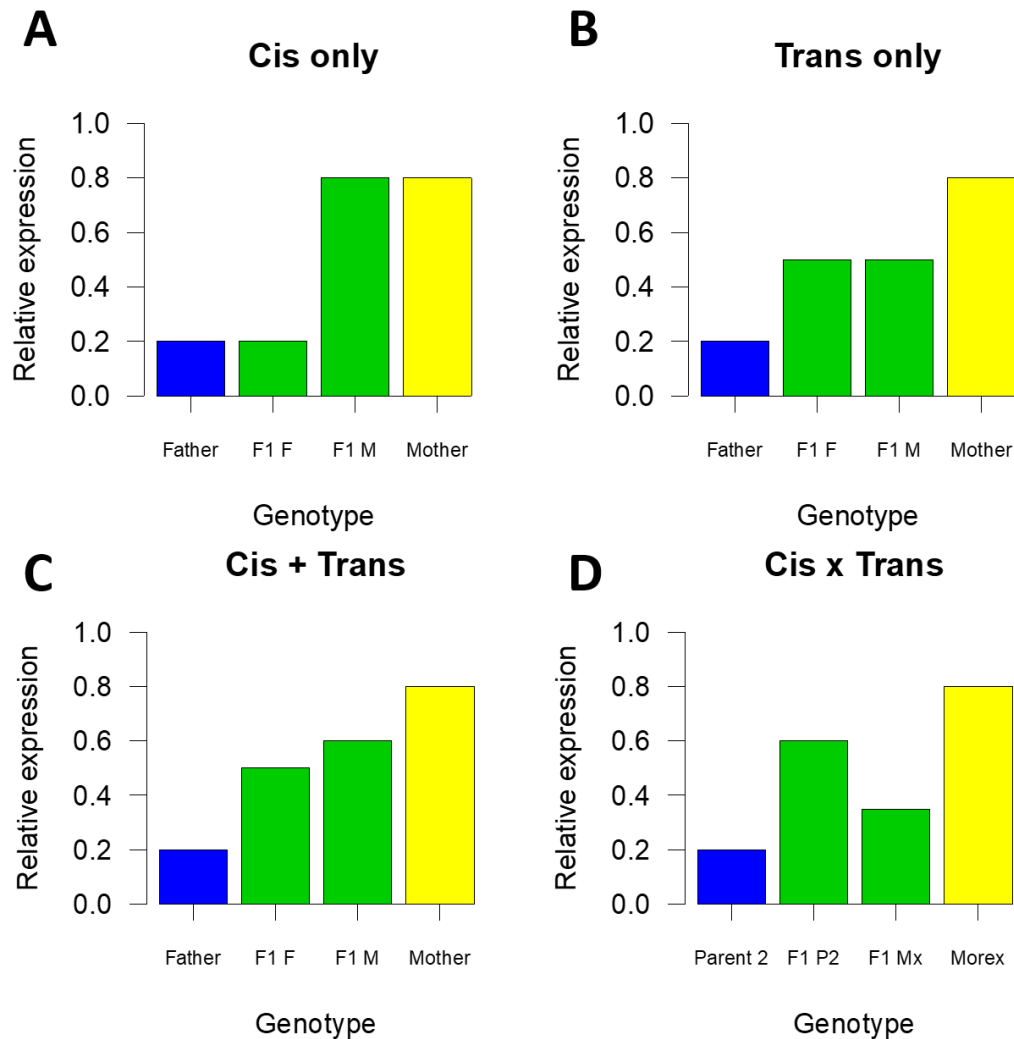 A
Cis only
Relative expression
1.0
0.8
0.6
0.4
0.2
0.0
Father F1 F F1 M Mother
Genotype
B
Trans only
Relative expression
1.0
0.8
0.6
0.4
0.2
0.0
Father F1 F F1 M Mother
Genotype
C
Cis + Trans
Relative expression
1.0
0.8
0.6
0.4
0.2
0.0
Father F1 F F1 M Mother
Genotype
D
Cis x Trans
Relative expression
1.0
0.8
0.6
0.4
0.2
0.0
Parent 2 F1 P2 F1 Mx Morex
Genotype